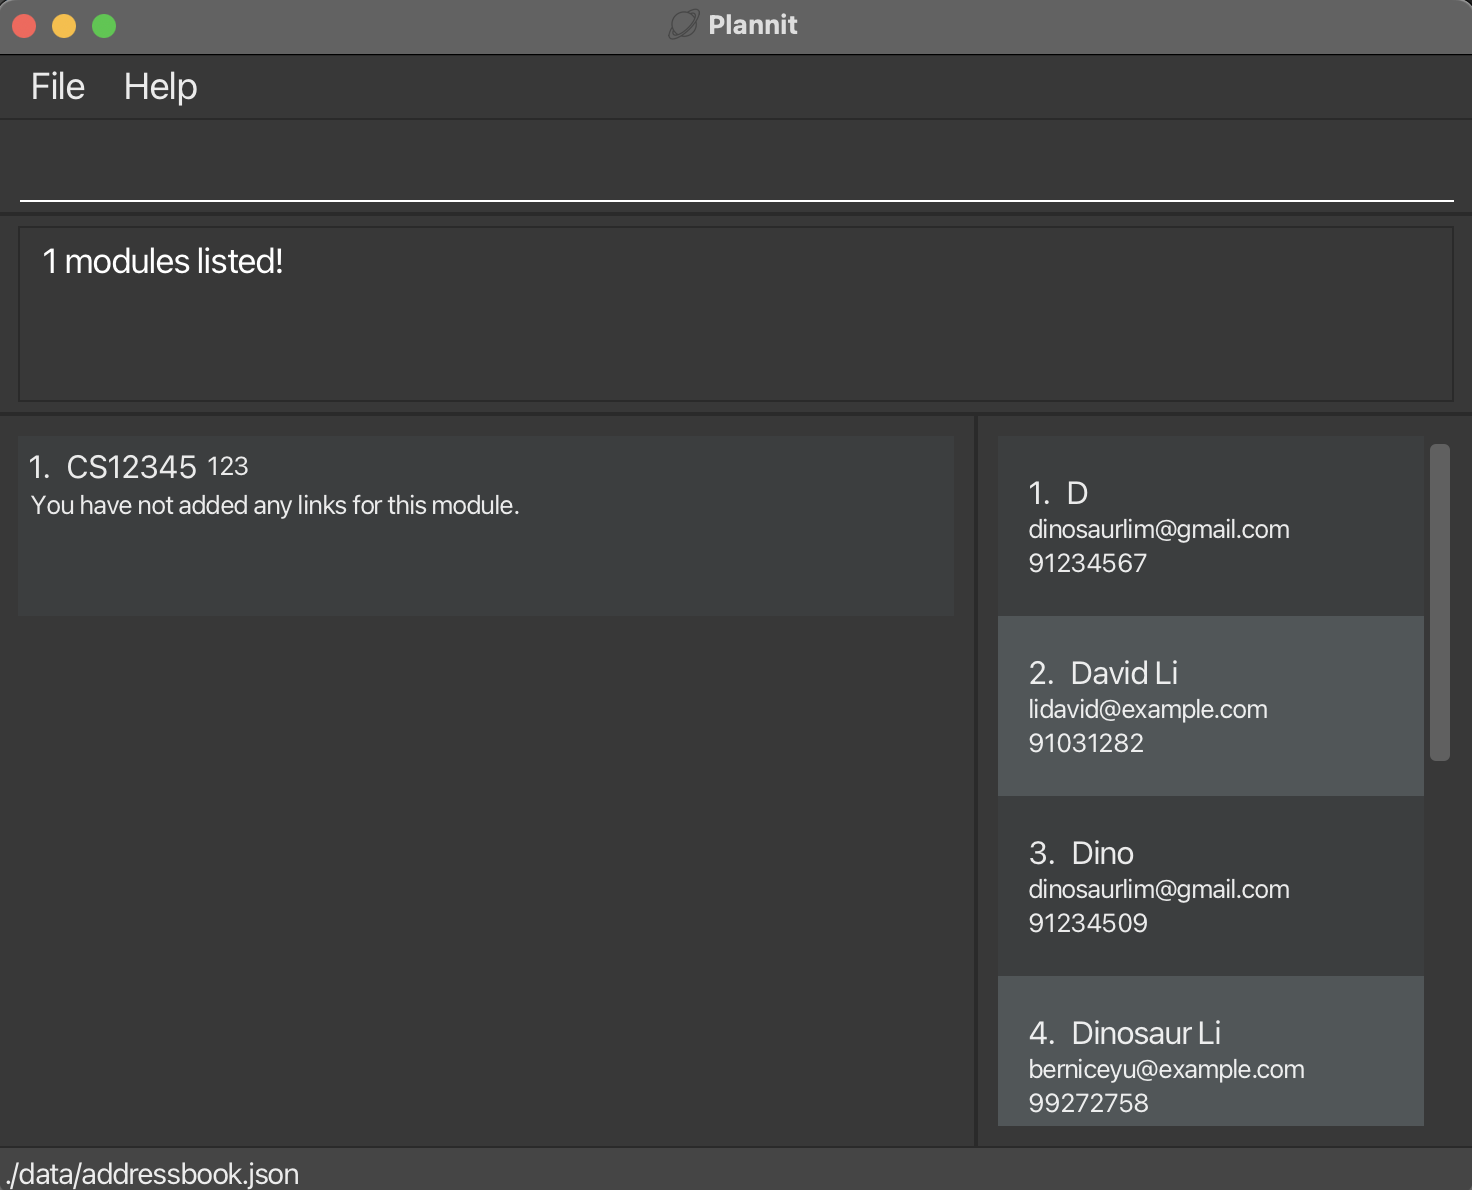 Plannit
File Help
1 modules listed!
1. CS12345 123
You have not added any links for this module.
1. D
dinosaurlim@gmail.com
91234567
2. David Li
lidavid@example.com
91031282
3. Dino
dinosaurlim@gmail.com
91234509
4. Dinosaur Li
berniceyu@example.com
99272758
./data/addressbook.json